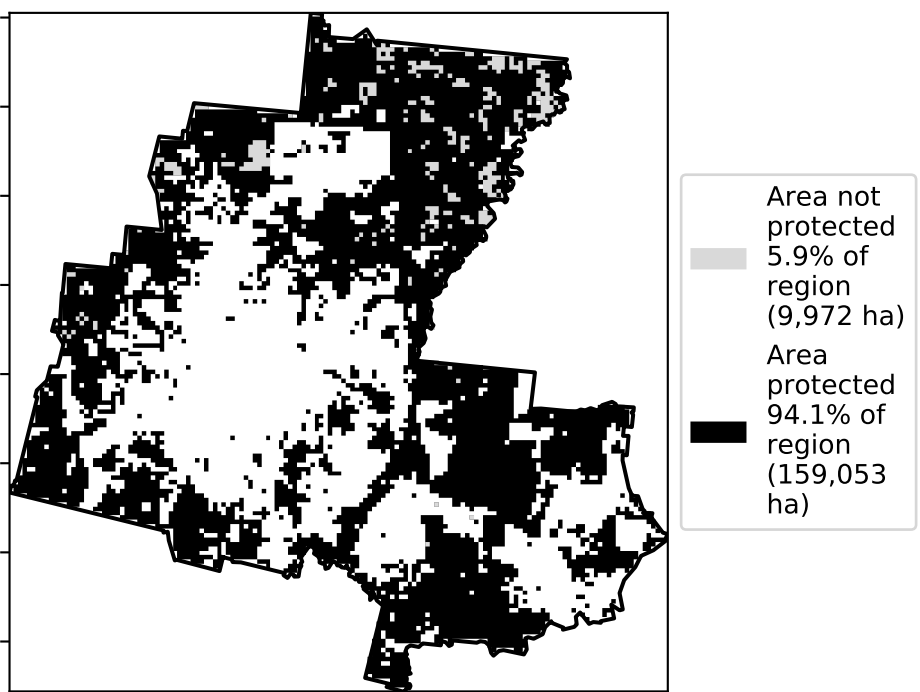 Area not
protected
5.9% of
region
(9,972 ha)
Area
protected
94.1% of
region
(159,053
ha)